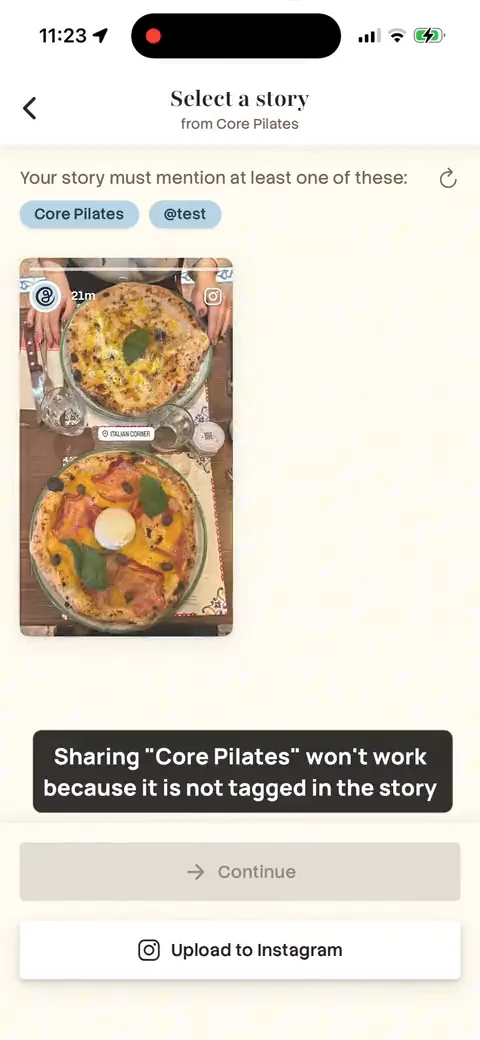 11:23
Select a story
from Core Pilates
Your story must mention at least one of these:
Core Pilates
@test
21m
ITALIAN CORNER
Sharing "Core Pilates" won't work
because it is not tagged in the story
Continue
Upload to Instagram